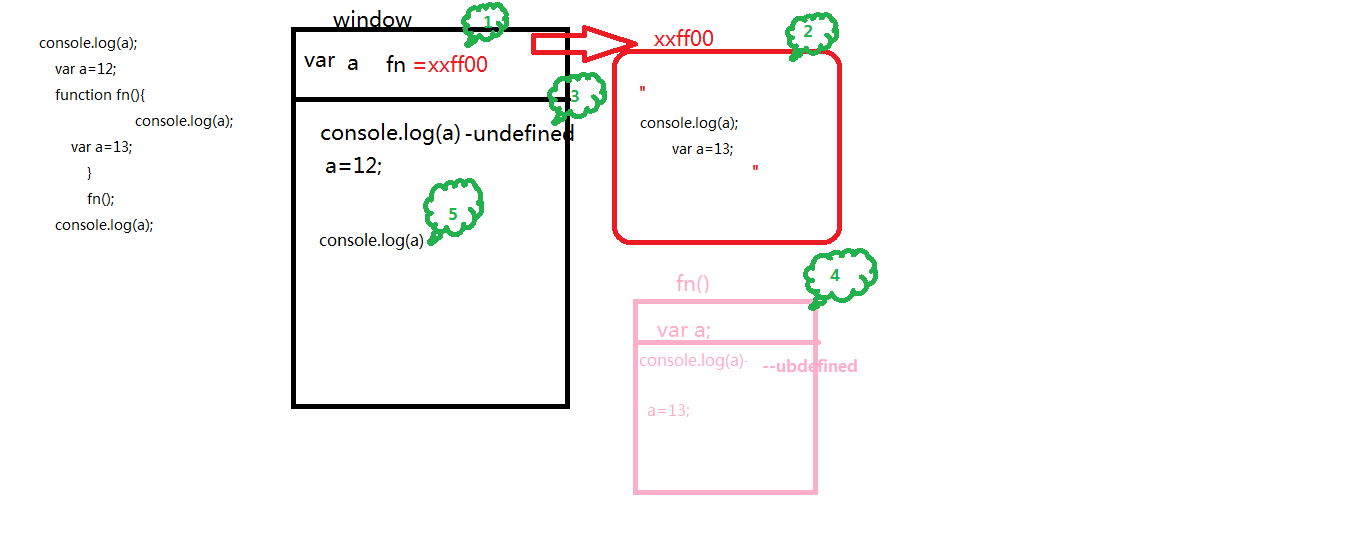 console.log(a);
var a=12;
function fn(){
console.log(a);
var a=13;
}
fn();
console.log(a);
window
1
var a fn =xxff00
3
console.log(a) -undefined
a=12;
5
console.log(a)
xxff00
2
"
console.log(a);
var a=13;
"
4
fn()
var a;
console.log(a)- --ubdefined
a=13;